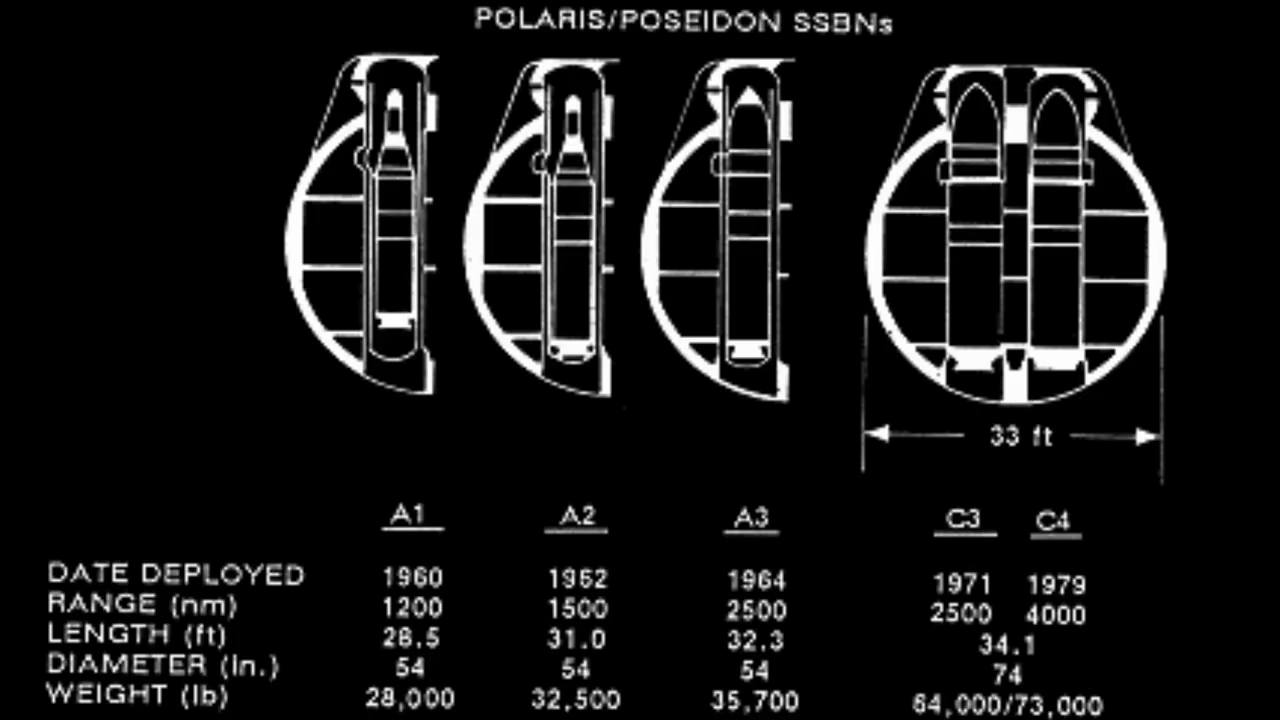 POLARIS/POSEIDON SSBNs
33 ft
A1 A2 A3 C3 C4
DATE DEPLOYED 1960 1962 1964 1971 1979
RANGE (nm) 1200 1500 2500 2500 4000
LENGTH (ft) 28.5 31.0 32.3 34.1
DIAMETER (In.) 54 54 54 74
WEIGHT (lb) 28,000 32,500 35,700 64,000/73,000